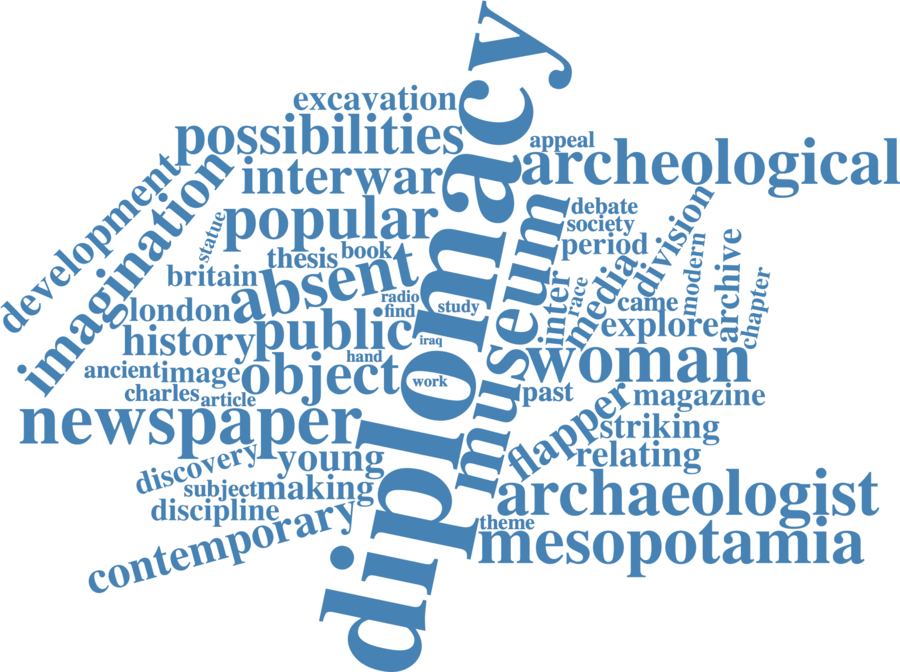 diplomacy
excavation
possibilities
appeal
archeological
interwar
development
imagination
statue
popular
debate
society
period
division
museum
thesis
book
absent
britain
london
radio
find
study
inter
race
media
modern
archive
chapter
came
explore
history
public
iraq
hand
woman
ancient
image
object
work
past
magazine
charles
article
newspaper
flapper
striking
relating
discovery
young
subject
making
discipline
archaeologist
contemporary
theme
mesopotamia